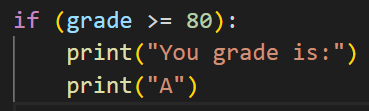 if (grade >= 80):
    print("You grade is:")
    print("A")